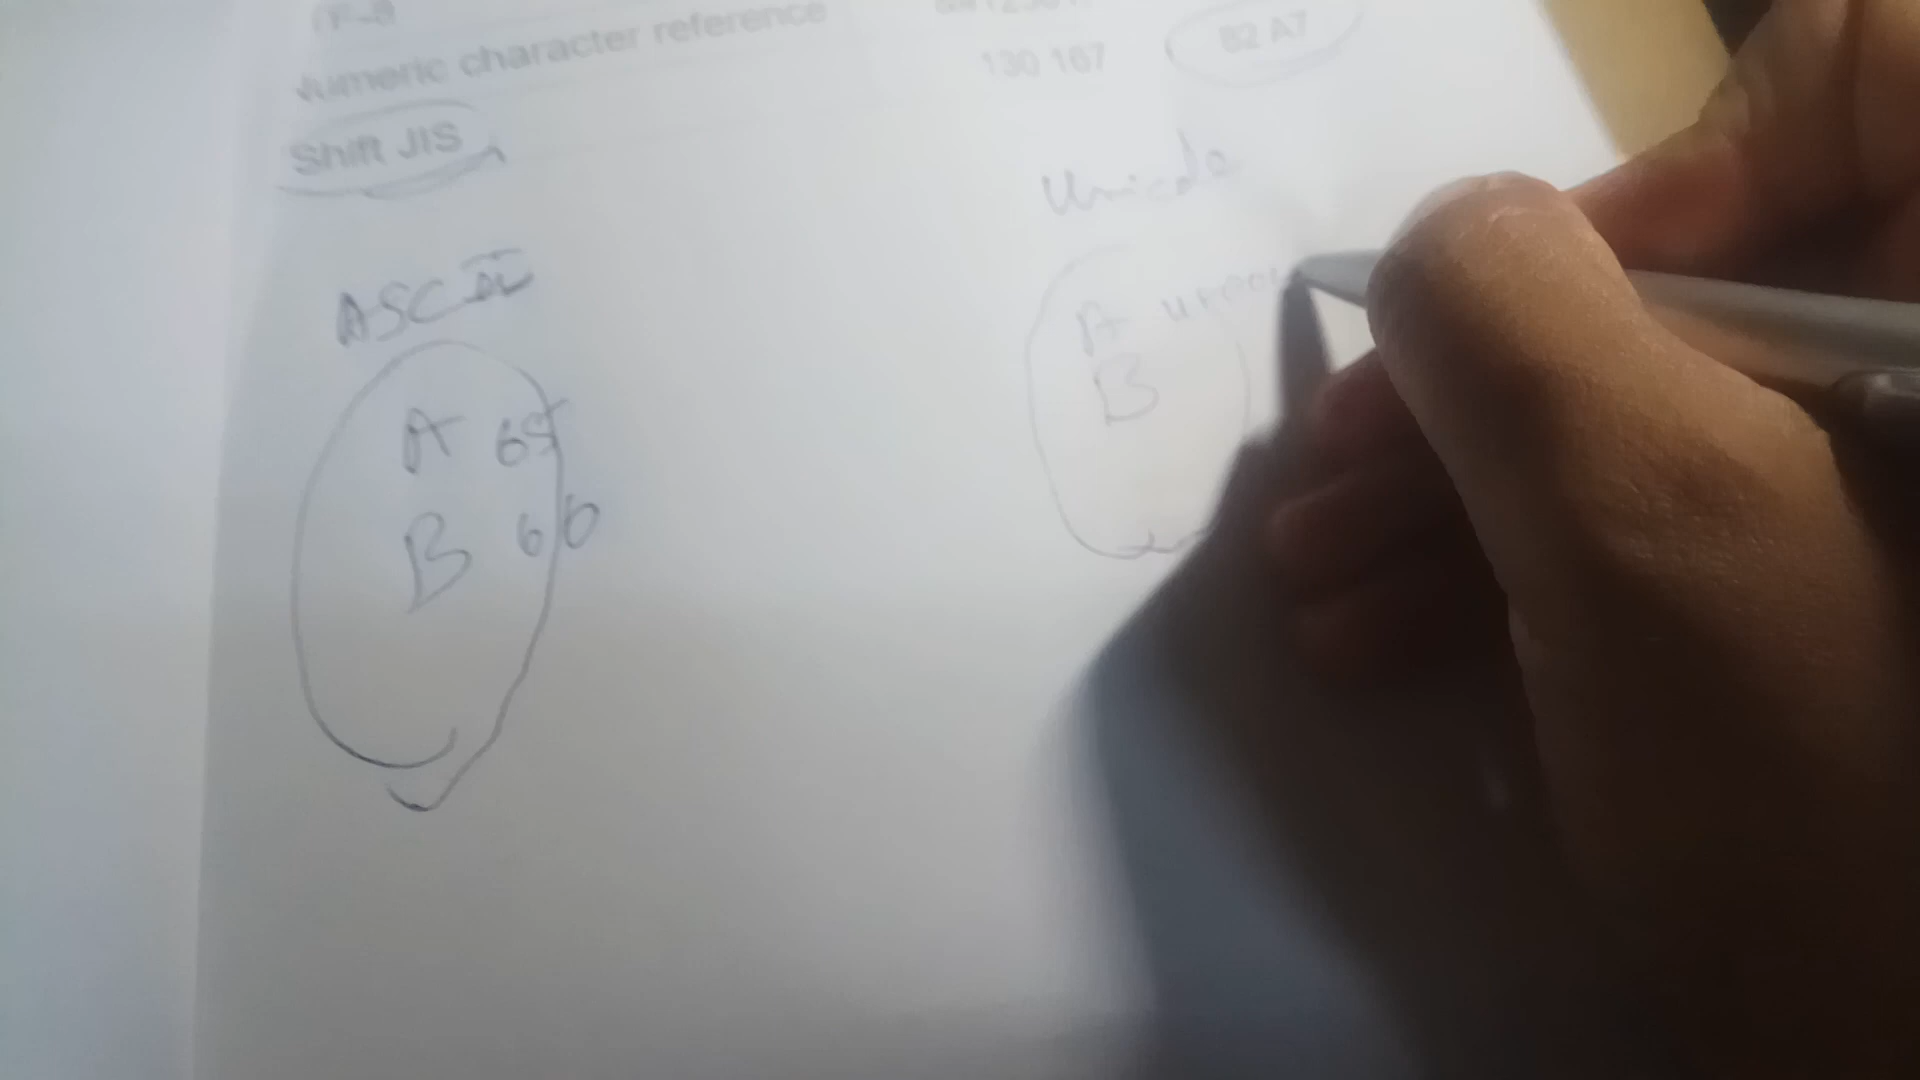 Numeric character reference
130 167 82 A7
Shift JIS
Unicode
ASCII
A
B
A 65
B 66